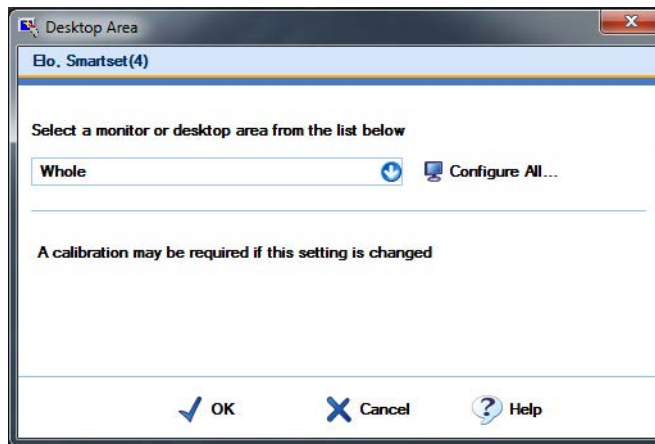 Desktop Area
Elo, Smartset(4)
Select a monitor or desktop area from the list below
Whole
Configure All...
A calibration may be required if this setting is changed
OK
Cancel
Help